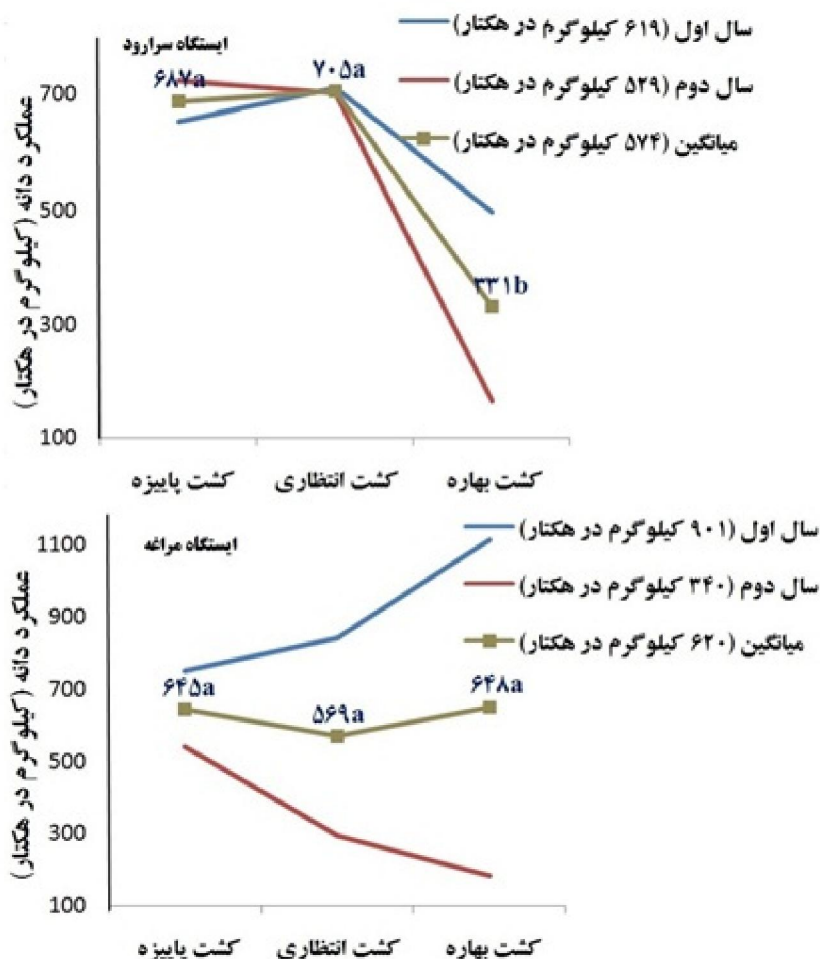 سال اول (۶۱۹ کیلوگرم در هکتار)
سال دوم (۵۲۹ کیلوگرم در هکتار)
میانگین (۵۷۴ کیلوگرم در هکتار)
ایستگاه سرارود
عملکرد دانه (کیلوگرم در هکتار)
700
500
300
100
۶۸۷a
۷۰۵a
۳۳۱b
کشت پاییزه
کشت انتظاری
کشت بهاره
سال اول (۹۰۱ کیلوگرم در هکتار)
سال دوم (۳۴۰ کیلوگرم در هکتار)
میانگین (۶۲۰ کیلوگرم در هکتار)
ایستگاه مراغه
عملکرد دانه (کیلوگرم در هکتار)
1100
900
700
500
300
100
۶۴۵a
۵۶۹a
۶۴۸a
کشت پاییزه
کشت انتظاری
کشت بهاره